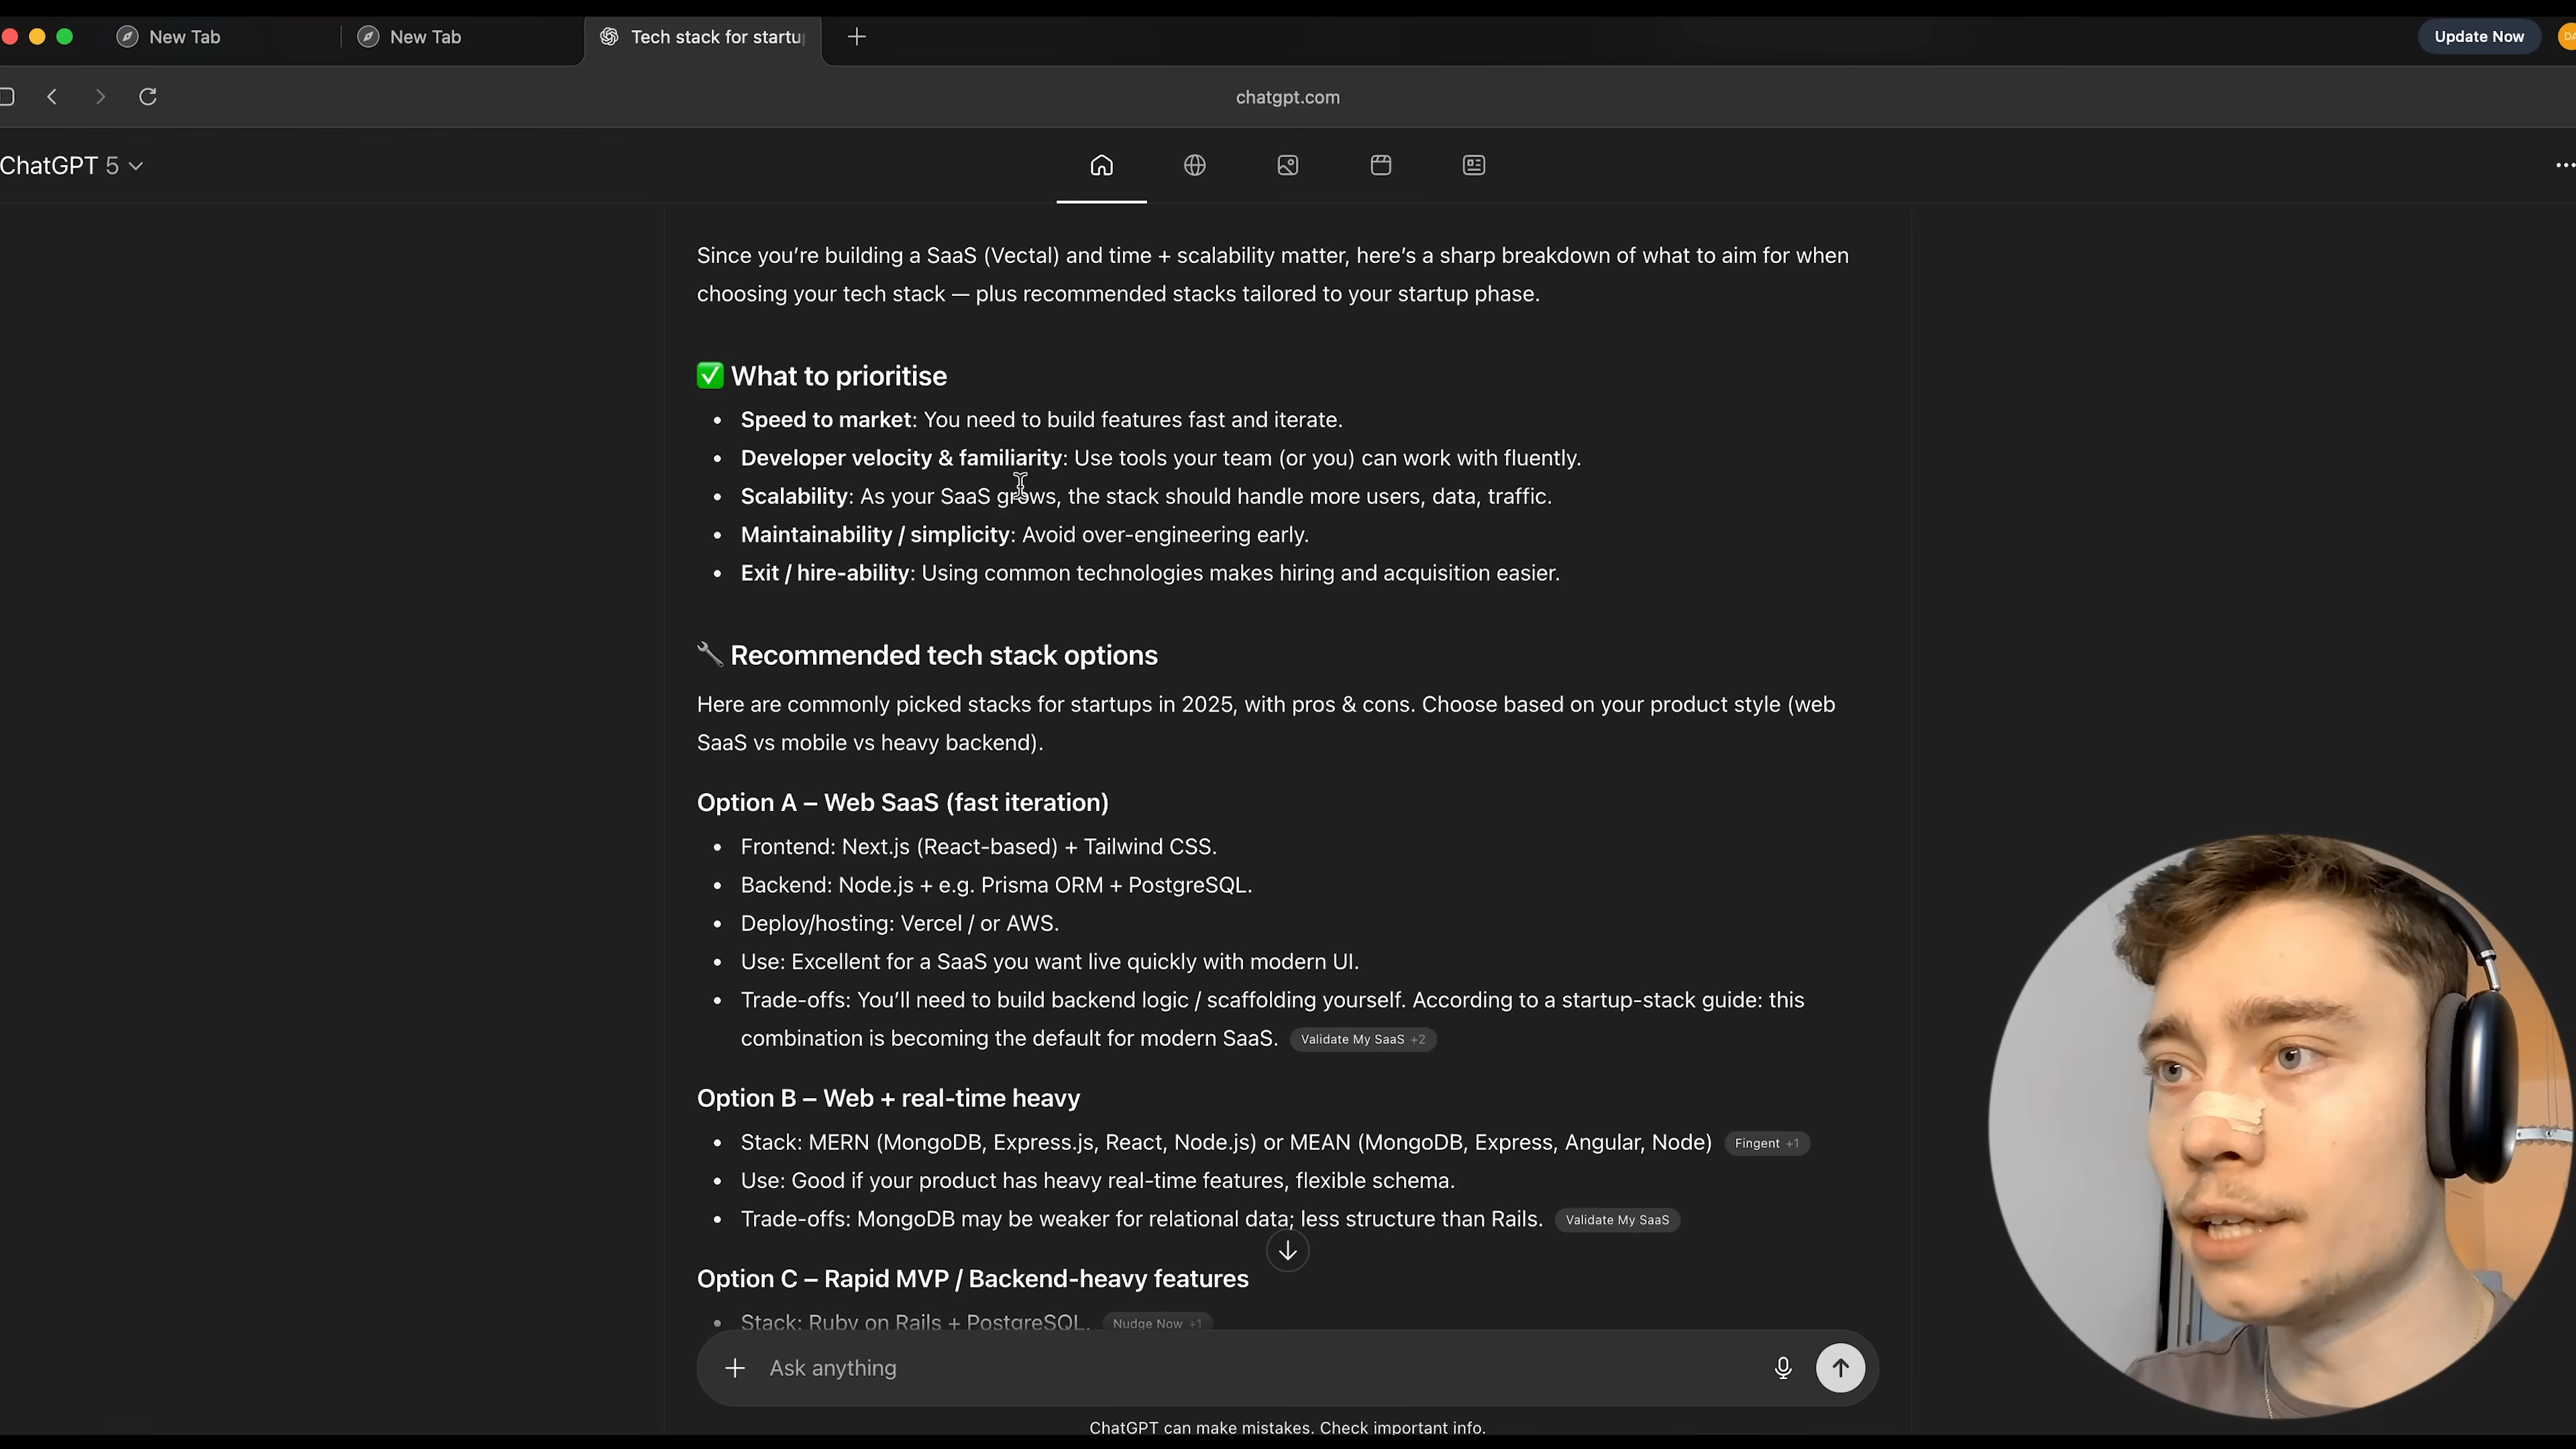 New Tab
New Tab
Tech stack for startu
Update Now
DA
chatgpt.com
ChatGPT 5
Since you’re building a SaaS (Vectal) and time + scalability matter, here’s a sharp breakdown of what to aim for when
choosing your tech stack — plus recommended stacks tailored to your startup phase.
✅ What to prioritise
• Speed to market: You need to build features fast and iterate.
• Developer velocity & familiarity: Use tools your team (or you) can work with fluently.
• Scalability: As your SaaS grows, the stack should handle more users, data, traffic.
• Maintainability / simplicity: Avoid over-engineering early.
• Exit / hire-ability: Using common technologies makes hiring and acquisition easier.
🔧 Recommended tech stack options
Here are commonly picked stacks for startups in 2025, with pros & cons. Choose based on your product style (web
SaaS vs mobile vs heavy backend).
Option A – Web SaaS (fast iteration)
• Frontend: Next.js (React-based) + Tailwind CSS.
• Backend: Node.js + e.g. Prisma ORM + PostgreSQL.
• Deploy/hosting: Vercel / or AWS.
• Use: Excellent for a SaaS you want live quickly with modern UI.
• Trade-offs: You’ll need to build backend logic / scaffolding yourself. According to a startup-stack guide: this
combination is becoming the default for modern SaaS. Validate My SaaS +2
Option B – Web + real-time heavy
• Stack: MERN (MongoDB, Express.js, React, Node.js) or MEAN (MongoDB, Express, Angular, Node) Fingent +1
• Use: Good if your product has heavy real-time features, flexible schema.
• Trade-offs: MongoDB may be weaker for relational data; less structure than Rails. Validate My SaaS
Option C – Rapid MVP / Backend-heavy features
• Stack: Ruby on Rails + PostgreSQL. Nudge Now +1
Ask anything
ChatGPT can make mistakes. Check important info.